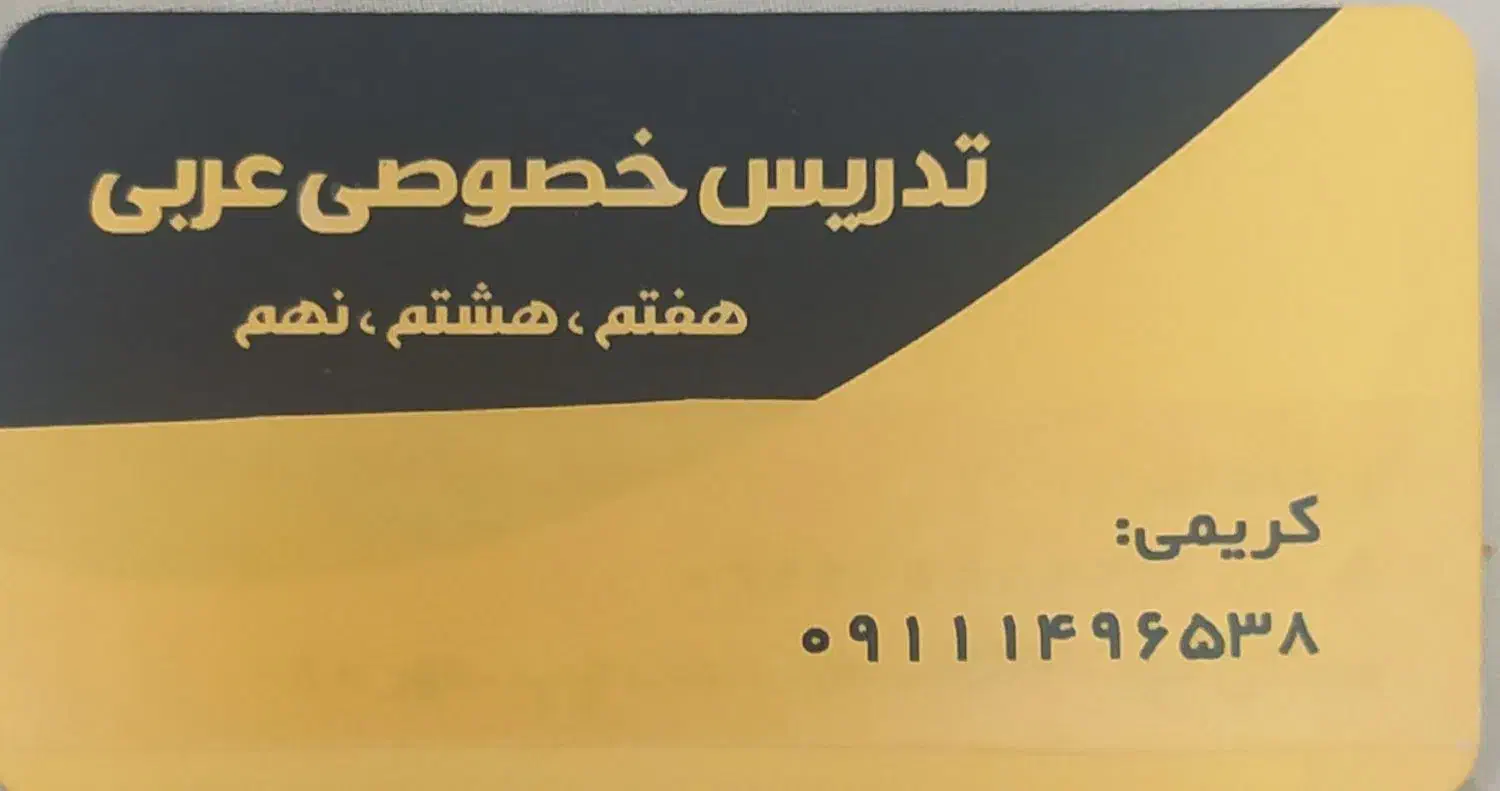 تدریس خصوصی عربی
هفتم ، هشتم ، نهم
کریمی:
۰۹۱۱۱۴۹۶۵۳۸